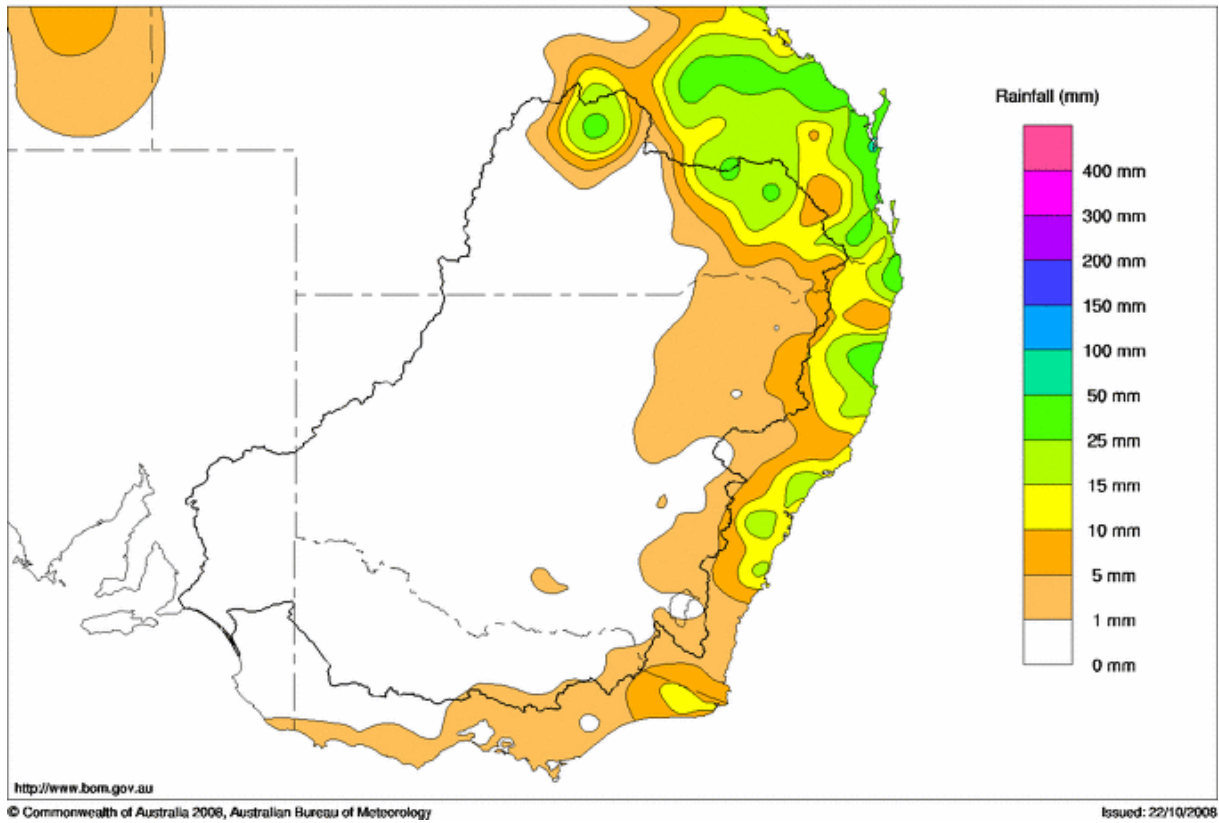 Rainfall (mm)
400 mm
300 mm
200 mm
150 mm
100 mm
50 mm
25 mm
15 mm
10 mm
5 mm
1 mm
0 mm
http://www.bom.gov.au
© Commonwealth of Australia 2008, Australian Bureau of Meteorology
Issued: 22/10/2008